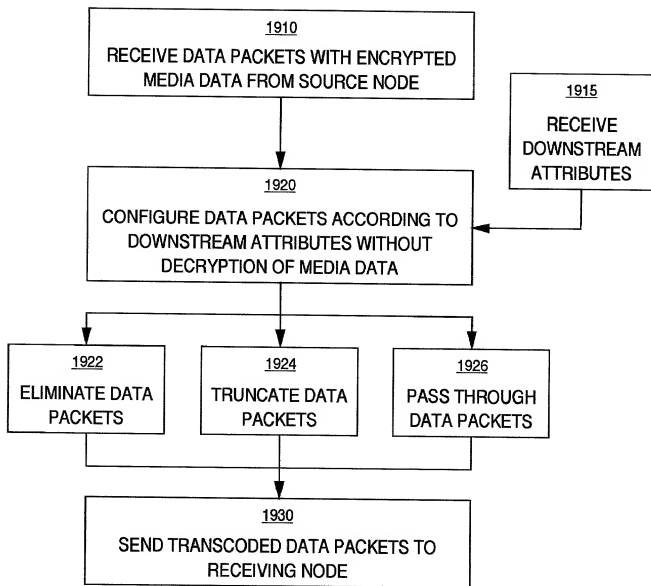 1910
RECEIVE DATA PACKETS WITH ENCRYPTED
MEDIA DATA FROM SOURCE NODE
1915
RECEIVE
DOWNSTREAM
ATTRIBUTES
1920
CONFIGURE DATA PACKETS ACCORDING TO
DOWNSTREAM ATTRIBUTES WITHOUT
DECRYPTION OF MEDIA DATA
1922
ELIMINATE DATA
PACKETS
1924
TRUNCATE DATA
PACKETS
1926
PASS THROUGH
DATA PACKETS
1930
SEND TRANSCODED DATA PACKETS TO
RECEIVING NODE